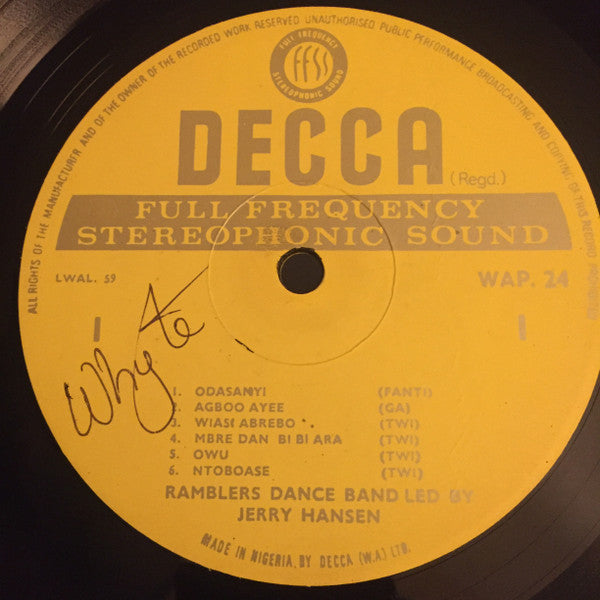 ALL RIGHTS OF THE MANUFACTURER AND OF THE OWNER OF THE RECORDED WORK RESERVED UNAUTHORISED PUBLIC PERFORMANCE BROADCASTING AND COPYING OF THIS RECORD PROHIBITED
FULL FREQUENCY
FFSS
STEREOPHONIC SOUND
DECCA
(Regd.)
FULL FREQUENCY
STEREOPHONIC SOUND
LWAL. 59 WAP. 24
1 1
Whyte
1. ODASANYI (FANTI)
2. AGBOO AYEE (GA)
3. WIASI ABREBO (TWI)
4. MBRE DAN BI BI ARA (TWI)
5. OWU (TWI)
6. NTOBOASE (TWI)
RAMBLERS DANCE BAND LED BY
JERRY HANSEN
MADE IN NIGERIA, BY DECCA (W.A) LTD.